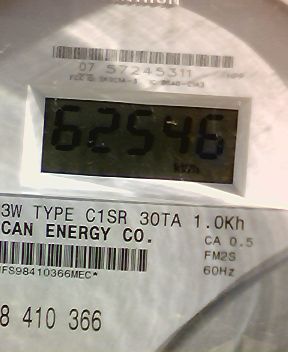 07 57245311
62546
kWh
3W TYPE C1SR 30TA 1.0Kh
CAN ENERGY CO.
CA 0.5
FM2S
60Hz
FS98410366MEC*
8 410 366